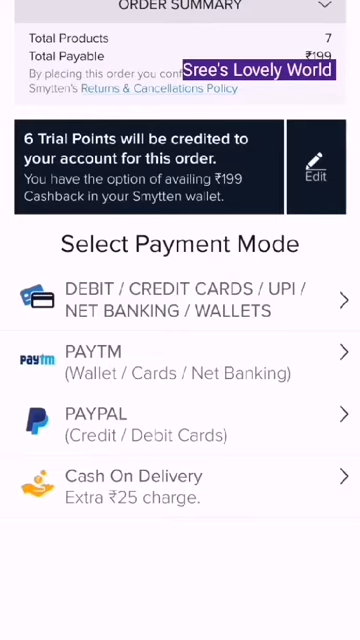 ORDER SUMMARY
Total Products 7
Total Payable ₹199
By placing this order you conf
Sree's Lovely World
Smytten's Returns & Cancellations Policy
6 Trial Points will be credited to
your account for this order.
You have the option of availing ₹199
Cashback in your Smytten wallet.
Edit
Select Payment Mode
DEBIT / CREDIT CARDS / UPI /
NET BANKING / WALLETS
paytm
PAYTM
(Wallet / Cards / Net Banking)
PAYPAL
(Credit / Debit Cards)
Cash On Delivery
Extra ₹25 charge.